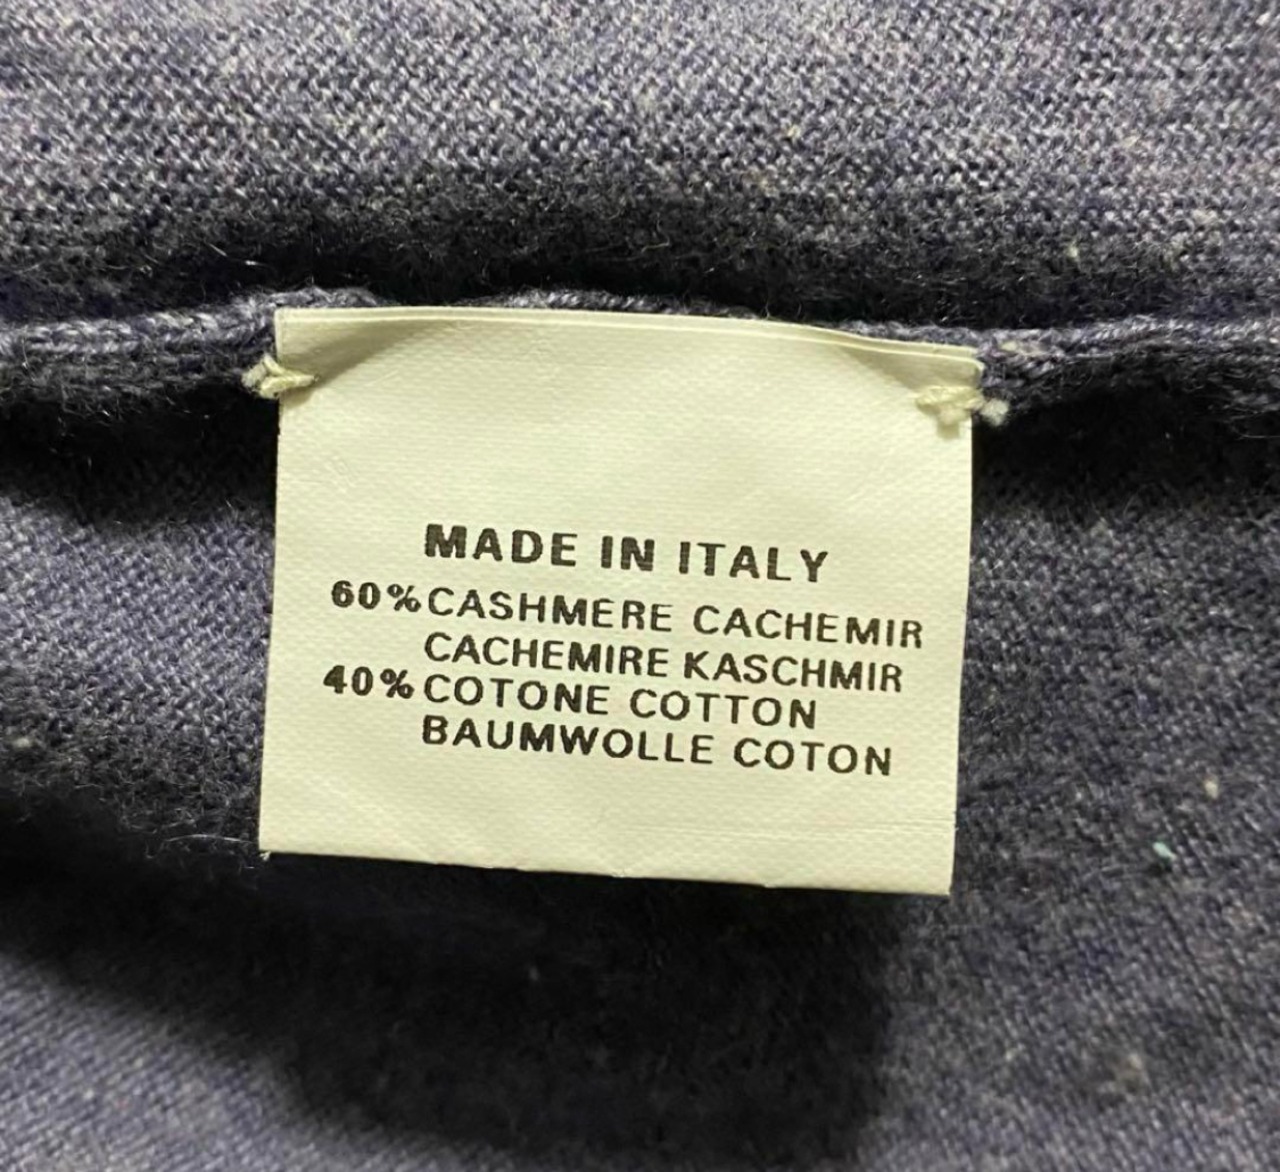 MADE IN ITALY
60% CASHMERE CACHEMIR
CACHEMIRE KASCHMIR
40% COTONE COTTON
BAUMWOLLE COTON